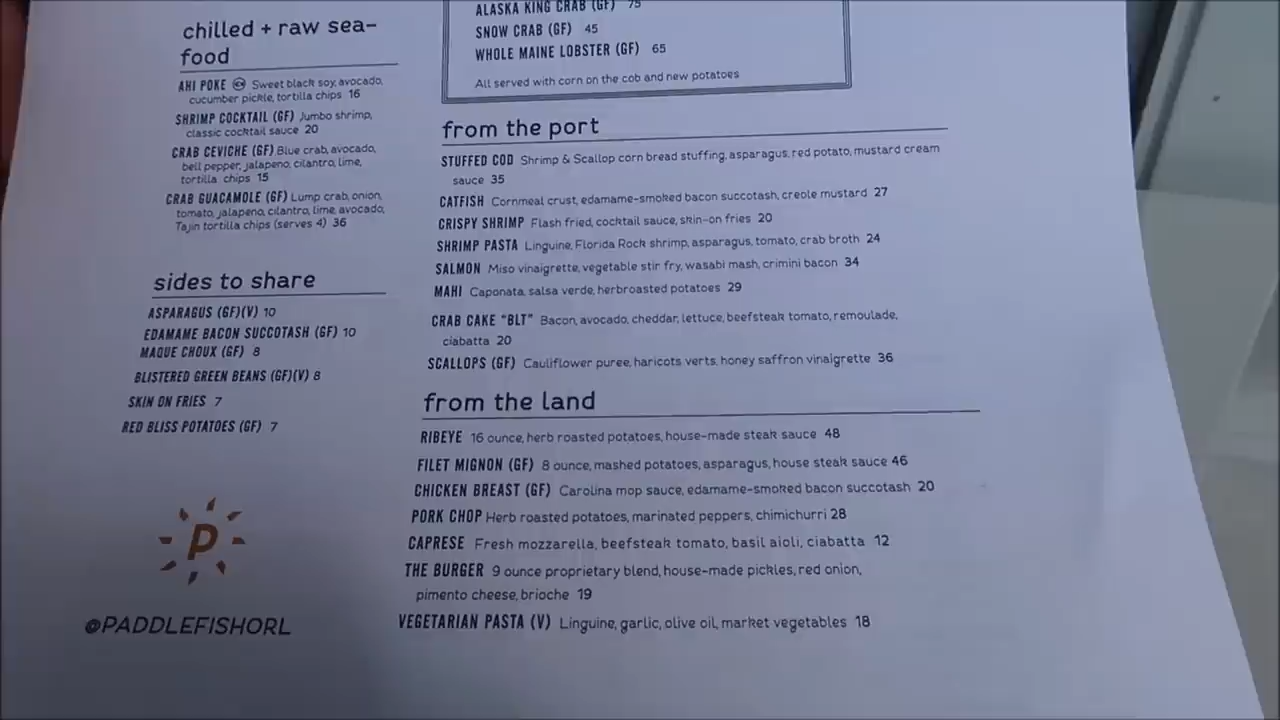 chilled + raw sea-
food
AHI POKE Sweet black soy, avocado,
cucumber pickle, tortilla chips 16
SHRIMP COCKTAIL (GF) Jumbo shrimp,
classic cocktail sauce 20
CRAB CEVICHE (GF) Blue crab, avocado,
bell pepper, jalapeno, cilantro, lime,
tortilla chips 15
CRAB GUACAMOLE (GF) Lump crab, onion,
tomato, jalapeno, cilantro, lime, avocado,
Tajin tortilla chips (serves 4) 36
sides to share
ASPARAGUS (GF)(V) 10
EDAMAME BACON SUCCOTASH (GF) 10
MAQUE CHOUX (GF) 8
BLISTERED GREEN BEANS (GF)(V) 8
SKIN ON FRIES 7
RED BLISS POTATOES (GF) 7
P
@PADDLEFISHORL
ALASKA KING CRAB (GF) 75
SNOW CRAB (GF) 45
WHOLE MAINE LOBSTER (GF) 65
All served with corn on the cob and new potatoes
from the port
STUFFED COD Shrimp & Scallop corn bread stuffing, asparagus, red potato, mustard cream
sauce 35
CATFISH Cornmeal crust, edamame-smoked bacon succotash, creole mustard 27
CRISPY SHRIMP Flash fried, cocktail sauce, skin-on fries 20
SHRIMP PASTA Linguine, Florida Rock shrimp, asparagus, tomato, crab broth 24
SALMON Miso vinaigrette, vegetable stir fry, wasabi mash, crimini bacon 34
MAHI Caponata, salsa verde, herbroasted potatoes 29
CRAB CAKE "BLT" Bacon, avocado, cheddar, lettuce, beefsteak tomato, remoulade,
ciabatta 20
SCALLOPS (GF) Cauliflower puree, haricots verts, honey saffron vinaigrette 36
from the land
RIBEYE 16 ounce, herb roasted potatoes, house-made steak sauce 48
FILET MIGNON (GF) 8 ounce, mashed potatoes, asparagus, house steak sauce 46
CHICKEN BREAST (GF) Carolina mop sauce, edamame-smoked bacon succotash 20
PORK CHOP Herb roasted potatoes, marinated peppers, chimichurri 28
CAPRESE Fresh mozzarella, beefsteak tomato, basil aioli, ciabatta 12
THE BURGER 9 ounce proprietary blend, house-made pickles, red onion,
pimento cheese, brioche 19
VEGETARIAN PASTA (V) Linguine, garlic, olive oil, market vegetables 18